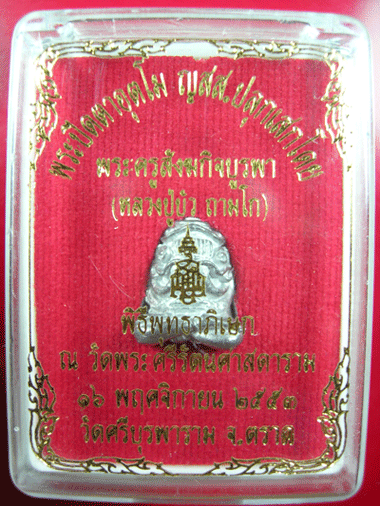 พระปิดตาอุตโม ญสส. ปลุกเสกโดย
พระครูสังฆกิจบูรพา
(หลวงปู่บัว ถามโก)
พิธีพุทธาภิเษก
ณ วัดพระศรีรัตนศาสดาราม
๑๖ พฤศจิกายน ๒๕๕๓
วัดศรีบูรพาราม จ.ตราด